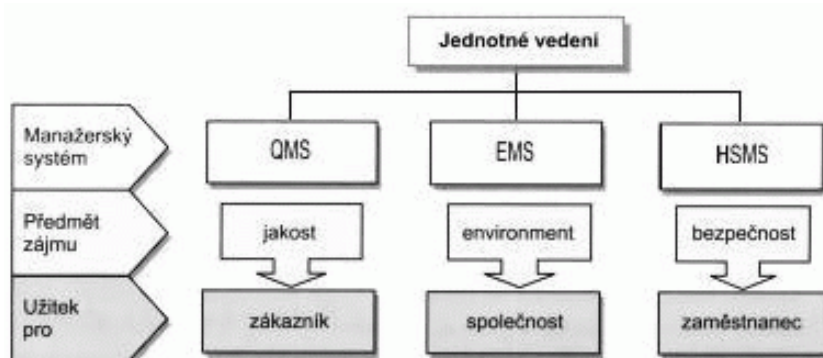 Jednotné vedení
Manažerský
systém
QMS
EMS
HSMS
Předmět
zájmu
jakost
environment
bezpečnost
Užitek
pro
zákazník
společnost
zaměstnanec